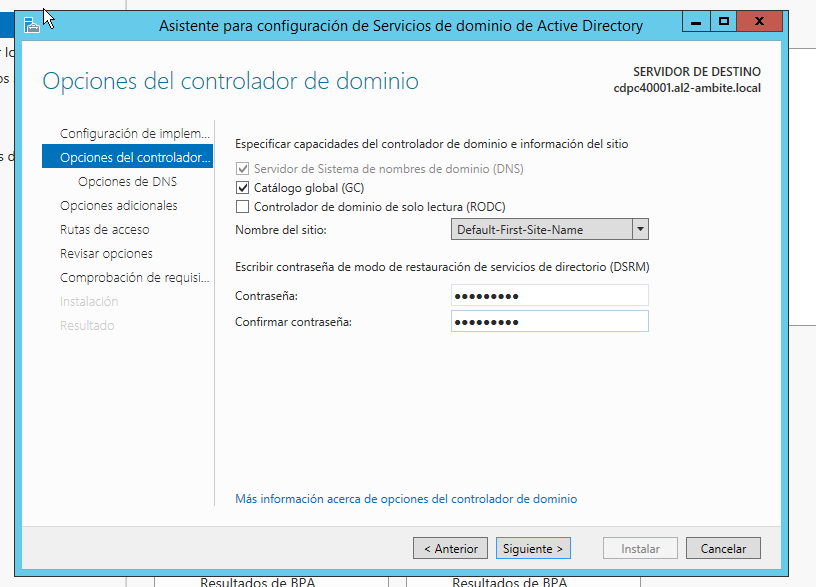 Asistente para configuración de Servicios de dominio de Active Directory
Opciones del controlador de dominio
SERVIDOR DE DESTINO
cdpc40001.al2-ambite.local
Configuración de implem...
Opciones del controlador...
Opciones de DNS
Opciones adicionales
Rutas de acceso
Revisar opciones
Comprobación de requisi...
Instalación
Resultado
Especificar capacidades del controlador de dominio e información del sitio
Servidor de Sistema de nombres de dominio (DNS)
Catálogo global (GC)
Controlador de dominio de solo lectura (RODC)
Nombre del sitio: Default-First-Site-Name
Escribir contraseña de modo de restauración de servicios de directorio (DSRM)
Contraseña: •••••••••
Confirmar contraseña: •••••••••
Más información acerca de opciones del controlador de dominio
< Anterior Siguiente > Instalar Cancelar
Resultados de BPA Resultados de BPA